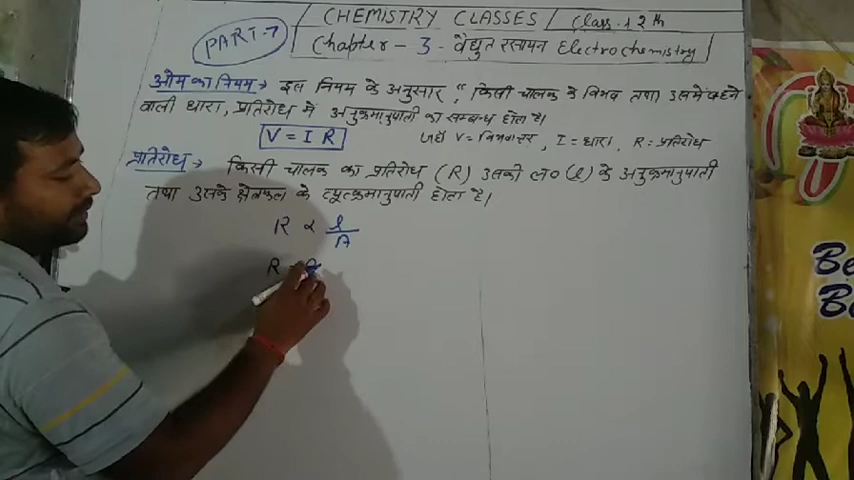 CHEMISTRY CLASSES Class-12th
PART-7
Chapter - 3 - वैद्युत रसायन Electrochemistry
ओम का नियम → इस नियम के अनुसार, "किसी चालक के विभव तथा उसमे बहने
वाली धारा, प्रतिरोध में अनुक्रमानुपाती का सम्बन्ध होता है।
V = I R
जहाँ V = विभवान्तर, I = धारा, R = प्रतिरोध
प्रतिरोध → किसी चालक का प्रतिरोध (R) उसकी ल० (l) के अनुक्रमानुपाती
तथा उसके क्षेत्रफल के व्युत्क्रमानुपाती होता है।
R ∝ l/A
R =
B
B